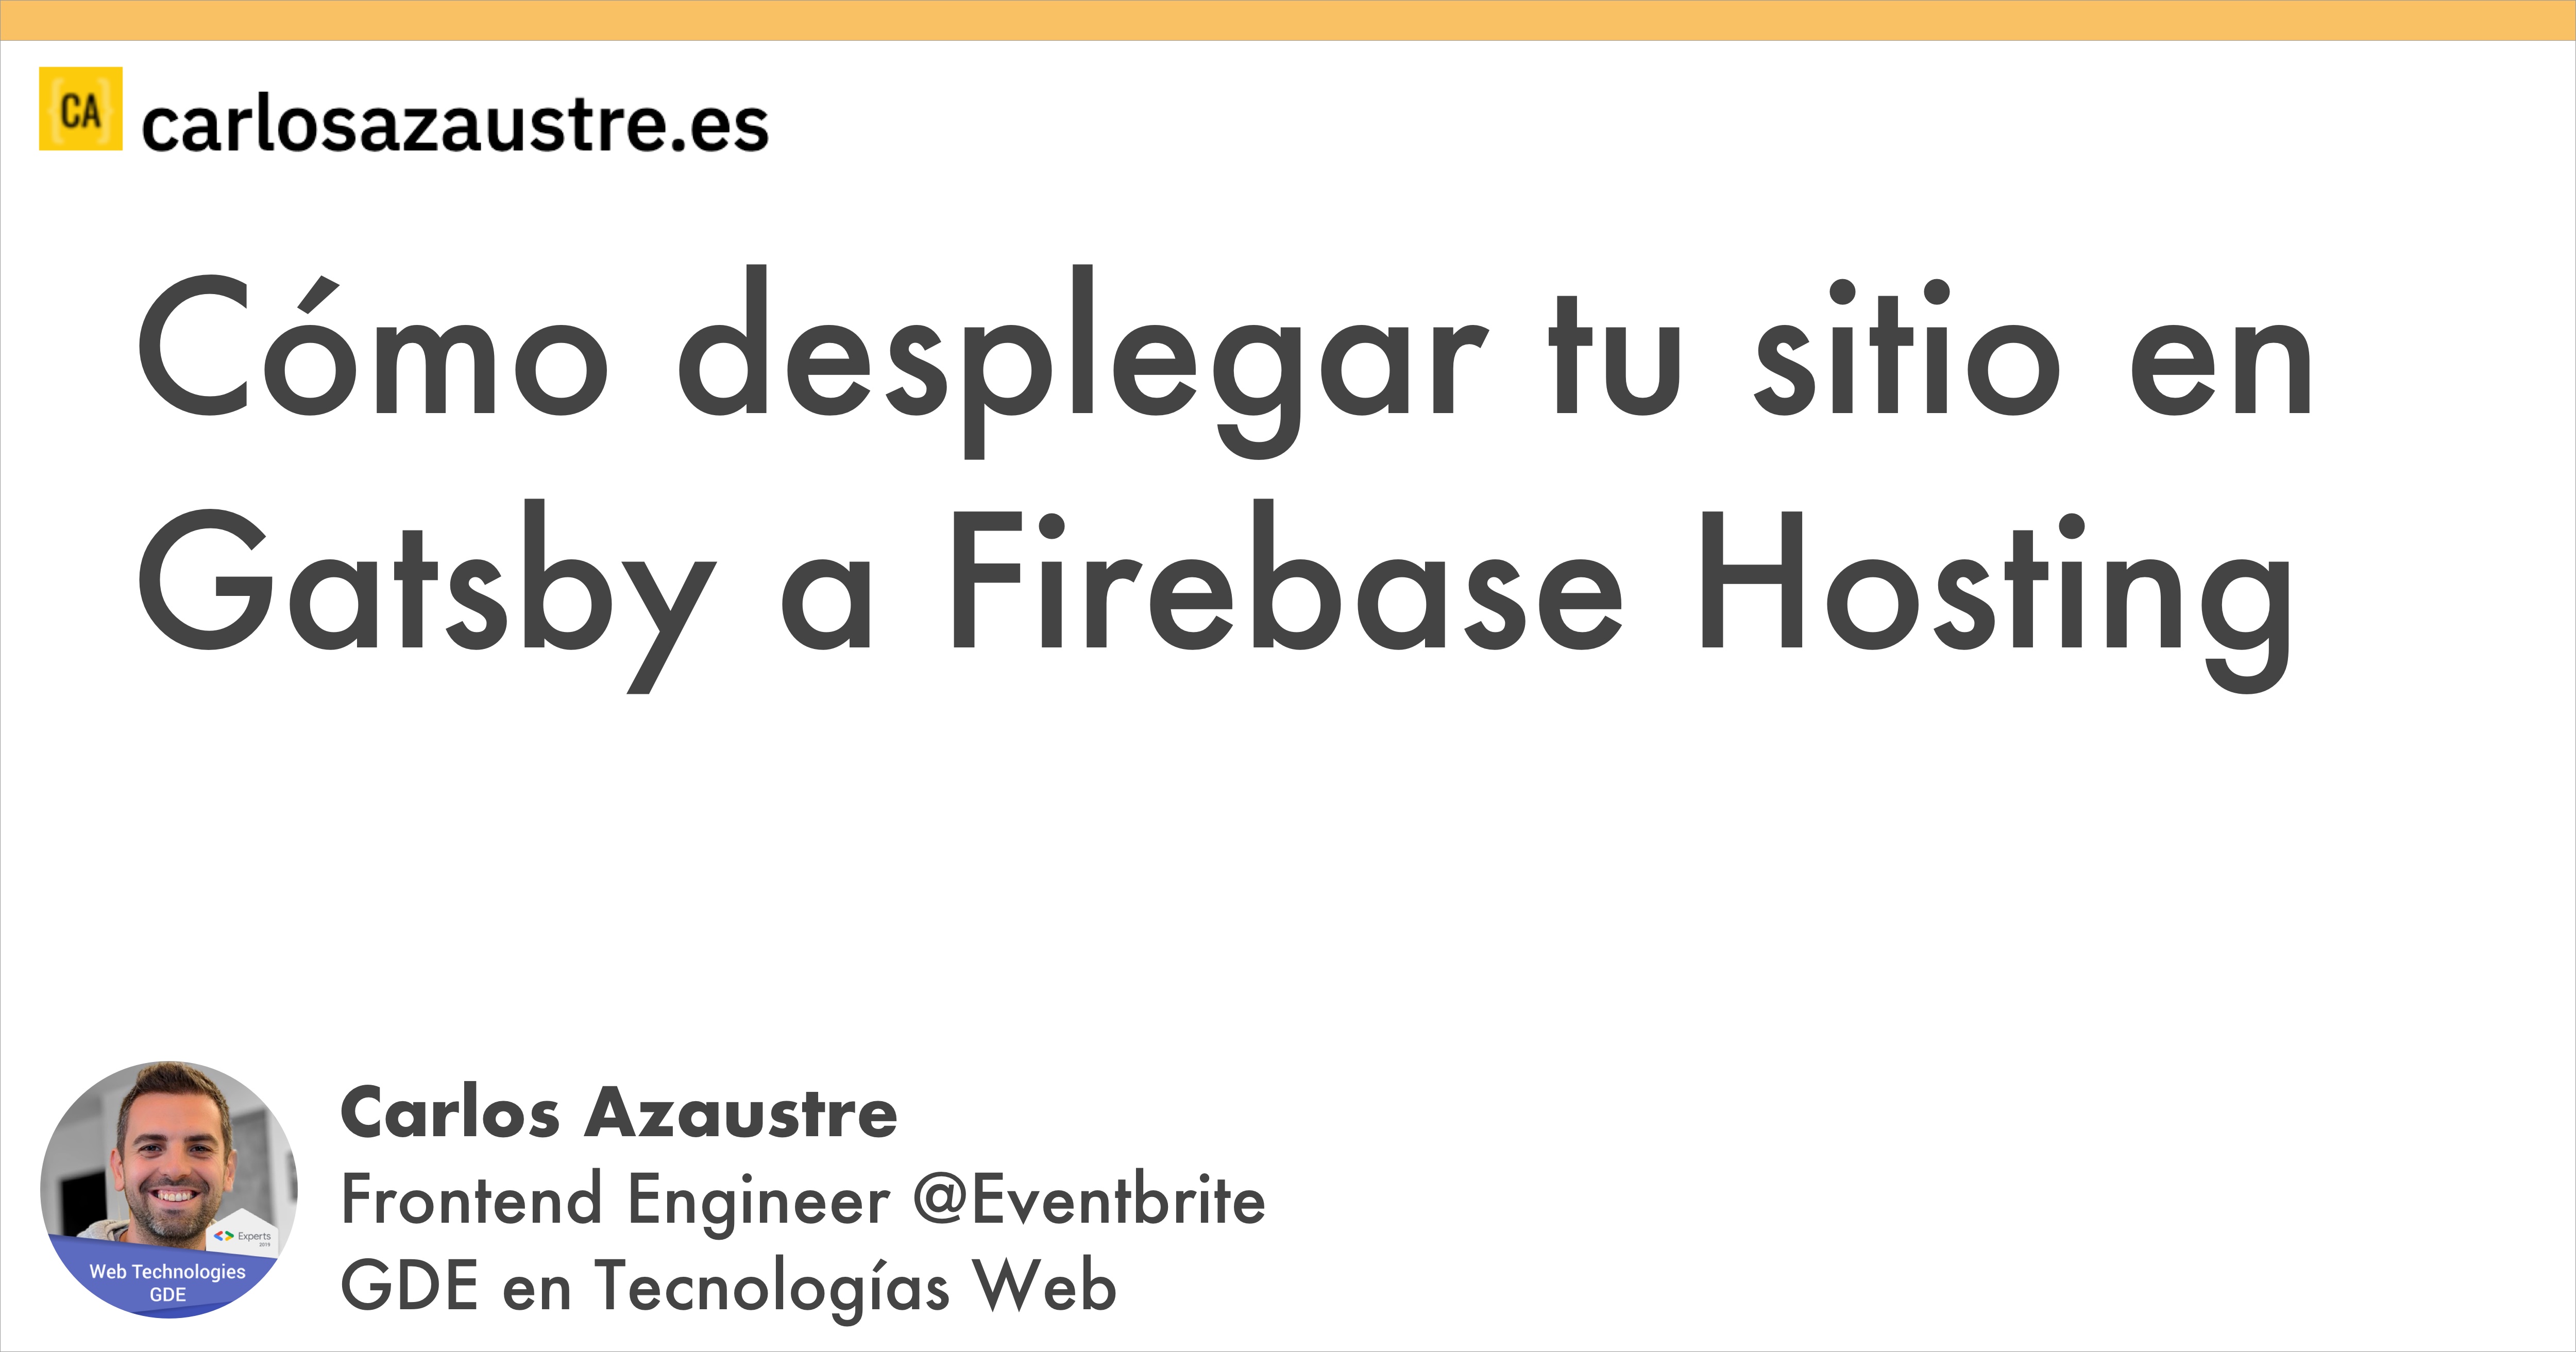 {CA}
carlosazaustre.es
Cómo desplegar tu sitio en
Gatsby a Firebase Hosting
Carlos Azaustre
Frontend Engineer @Eventbrite
GDE en Tecnologías Web
<> Experts
2019
Web Technologies
GDE